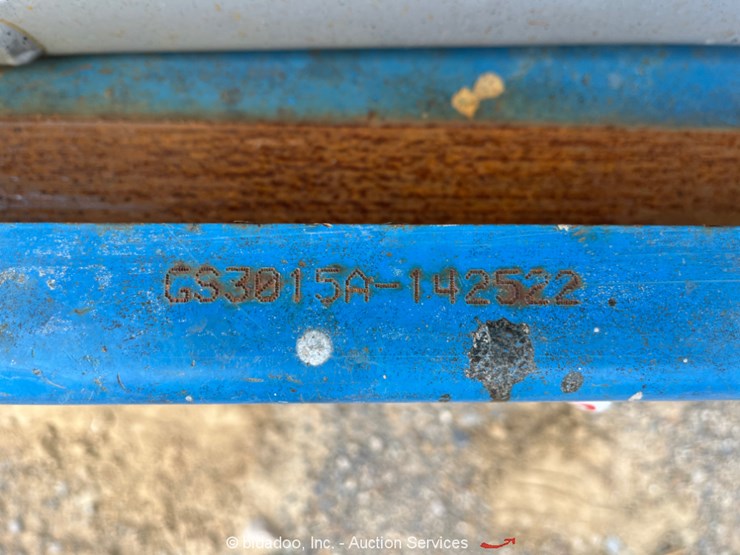 GS3015A-142522
© bidadoo, Inc. - Auction Services